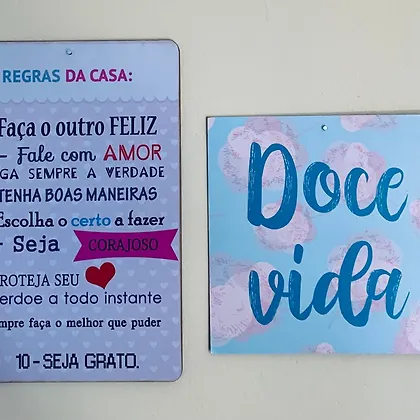 REGRAS DA CASA:
Faça o outro FELIZ
- Fale com AMOR
GA SEMPRE A VERDADE
TENHA BOAS MANEIRAS
Escolha o certo a fazer
- Seja CORAJOSO
ROTEJA SEU
erdoe a todo instante
mpre faça o melhor que puder
10-SEJA GRATO.
Doce
vida